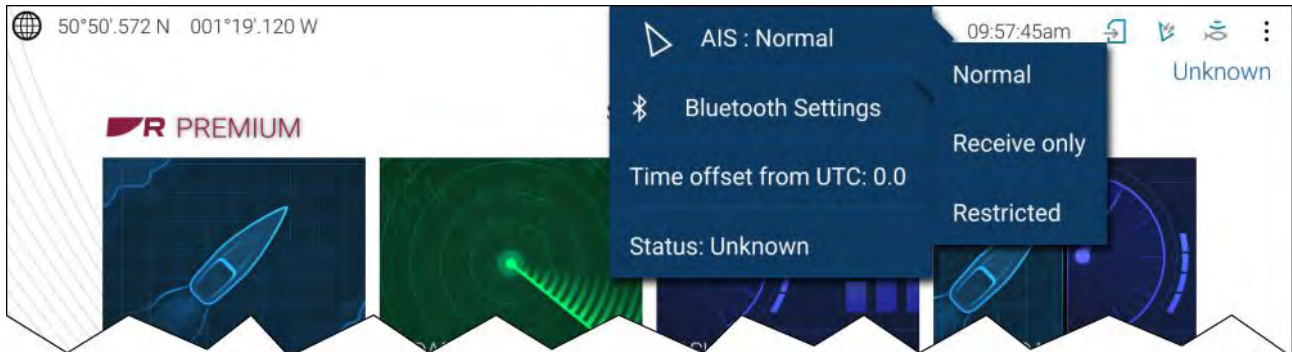 50°50'.572 N 001°19'.120 W
AIS : Normal
09:57:45am
Normal
Unknown
Bluetooth Settings
R PREMIUM
Receive only
Time offset from UTC: 0.0
Restricted
Status: Unknown